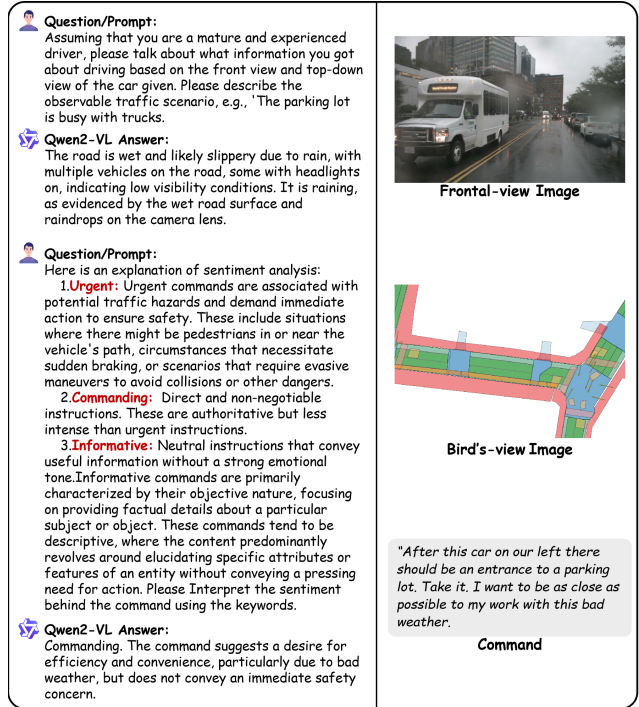 Question/Prompt:
Assuming that you are a mature and experienced
driver, please talk about what information you got
about driving based on the front view and top-down
view of the car given. Please describe the
observable traffic scenario, e.g., 'The parking lot
is busy with trucks.
Qwen2-VL Answer:
The road is wet and likely slippery due to rain, with
multiple vehicles on the road, some with headlights
on, indicating low visibility conditions. It is raining,
as evidenced by the wet road surface and
raindrops on the camera lens.
Question/Prompt:
Here is an explanation of sentiment analysis:
1.Urgent: Urgent commands are associated with
potential traffic hazards and demand immediate
action to ensure safety. These include situations
where there might be pedestrians in or near the
vehicle's path, circumstances that necessitate
sudden braking, or scenarios that require evasive
maneuvers to avoid collisions or other dangers.
2.Commanding: Direct and non-negotiable
instructions. These are authoritative but less
intense than urgent instructions.
3.Informative: Neutral instructions that convey
useful information without a strong emotional
tone.Informative commands are primarily
characterized by their objective nature, focusing
on providing factual details about a particular
subject or object. These commands tend to be
descriptive, where the content predominantly
revolves around elucidating specific attributes or
features of an entity without conveying a pressing
need for action. Please Interpret the sentiment
behind the command using the keywords.
Qwen2-VL Answer:
Commanding. The command suggests a desire for
efficiency and convenience, particularly due to bad
weather, but does not convey an immediate safety
concern.
Frontal-view Image
Bird's-view Image
"After this car on our left there
should be an entrance to a parking
lot. Take it. I want to be as close as
possible to my work with this bad
weather.
Command